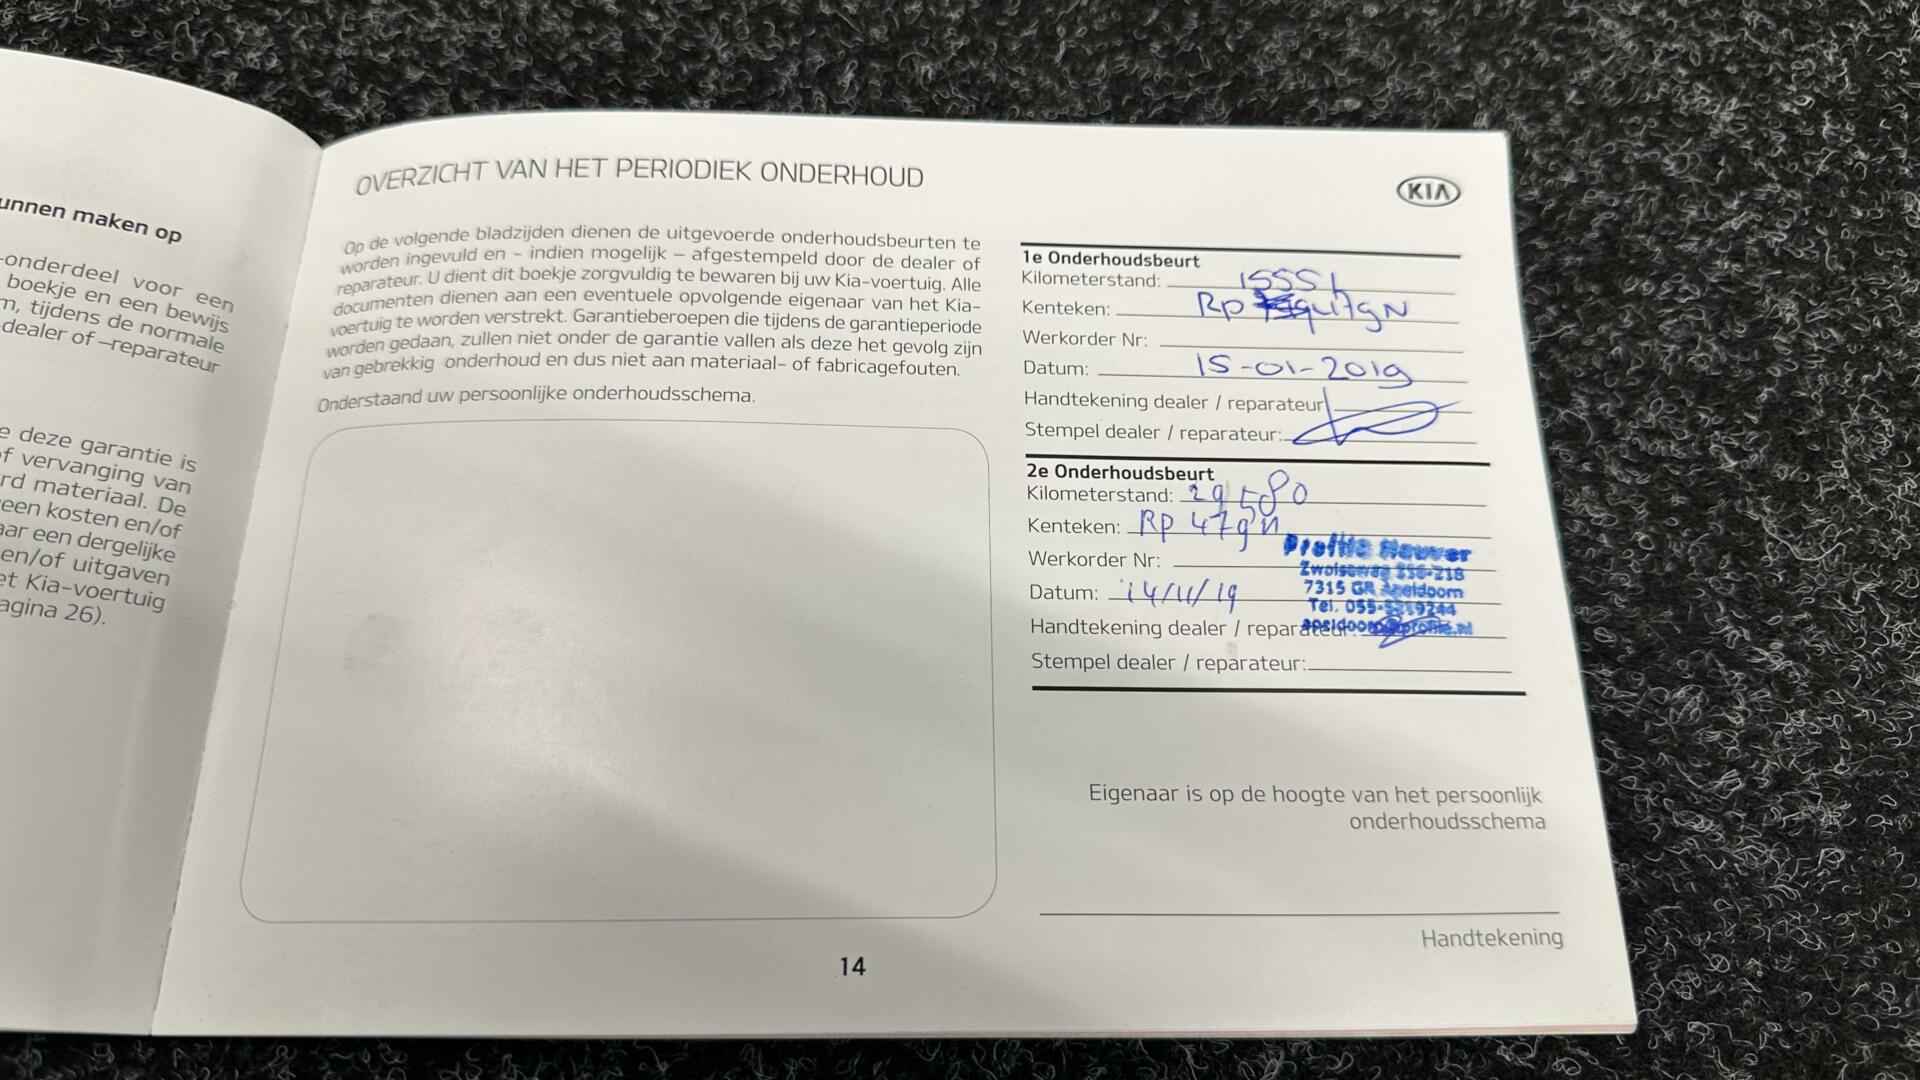 unnen maken op
-onderdeel voor een
boekje en een bewijs
m, tijdens de normale
dealer of –reparateur
e deze garantie is
of vervanging van
rd materiaal. De
een kosten en/of
aar een dergelijke
en/of uitgaven
et Kia-voertuig
agina 26).
OVERZICHT VAN HET PERIODIEK ONDERHOUD
Op de volgende bladzijden dienen de uitgevoerde onderhoudsbeurten te
worden ingevuld en – indien mogelijk – afgestempeld door de dealer of
reparateur. U dient dit boekje zorgvuldig te bewaren bij uw Kia-voertuig. Alle
documenten dienen aan een eventuele opvolgende eigenaar van het Kia-
voertuig te worden verstrekt. Garantieberoepen die tijdens de garantieperiode
worden gedaan, zullen niet onder de garantie vallen als deze het gevolg zijn
van gebrekkig onderhoud en dus niet aan materiaal– of fabricagefouten.
Onderstaand uw persoonlijke onderhoudsschema.
14
KIA
1e Onderhoudsbeurt
Kilometerstand:
Kenteken: Rp
Werkorder Nr:
Datum: 15-01-2019
Handtekening dealer / reparateur
Stempel dealer / reparateur:
2e Onderhoudsbeurt
Kilometerstand: 29580
Kenteken: Rp 47gn
Werkorder Nr:
Datum: 14/11/19
Handtekening dealer / reparateur:
Stempel dealer / reparateur:
Profile
7315 GR Apeldoorn
Tel.
Eigenaar is op de hoogte van het persoonlijk
onderhoudsschema
Handtekening